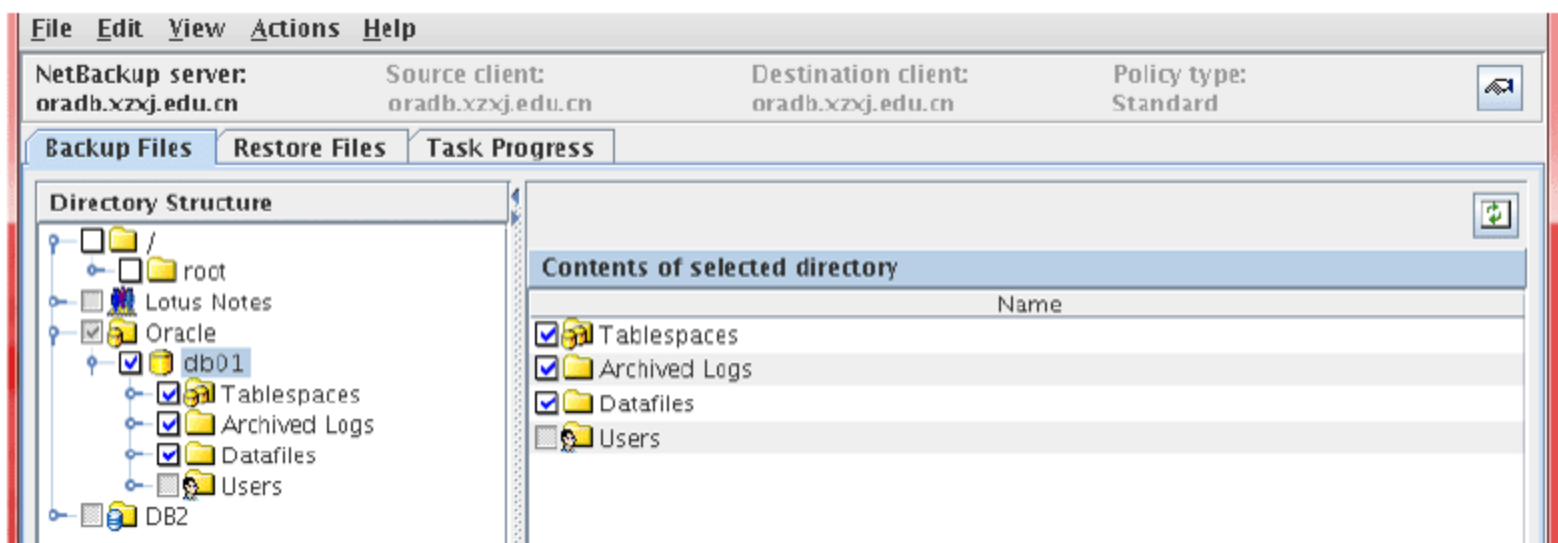 File Edit View Actions Help
NetBackup server: Source client: Destination client: Policy type:
oradb.xzxj.edu.cn oradb.xzxj.edu.cn oradb.xzxj.edu.cn Standard
Backup Files Restore Files Task Progress
Directory Structure
/
root
Lotus Notes
Oracle
db01
Tablespaces
Archived Logs
Datafiles
Users
DB2
Contents of selected directory
Name
Tablespaces
Archived Logs
Datafiles
Users